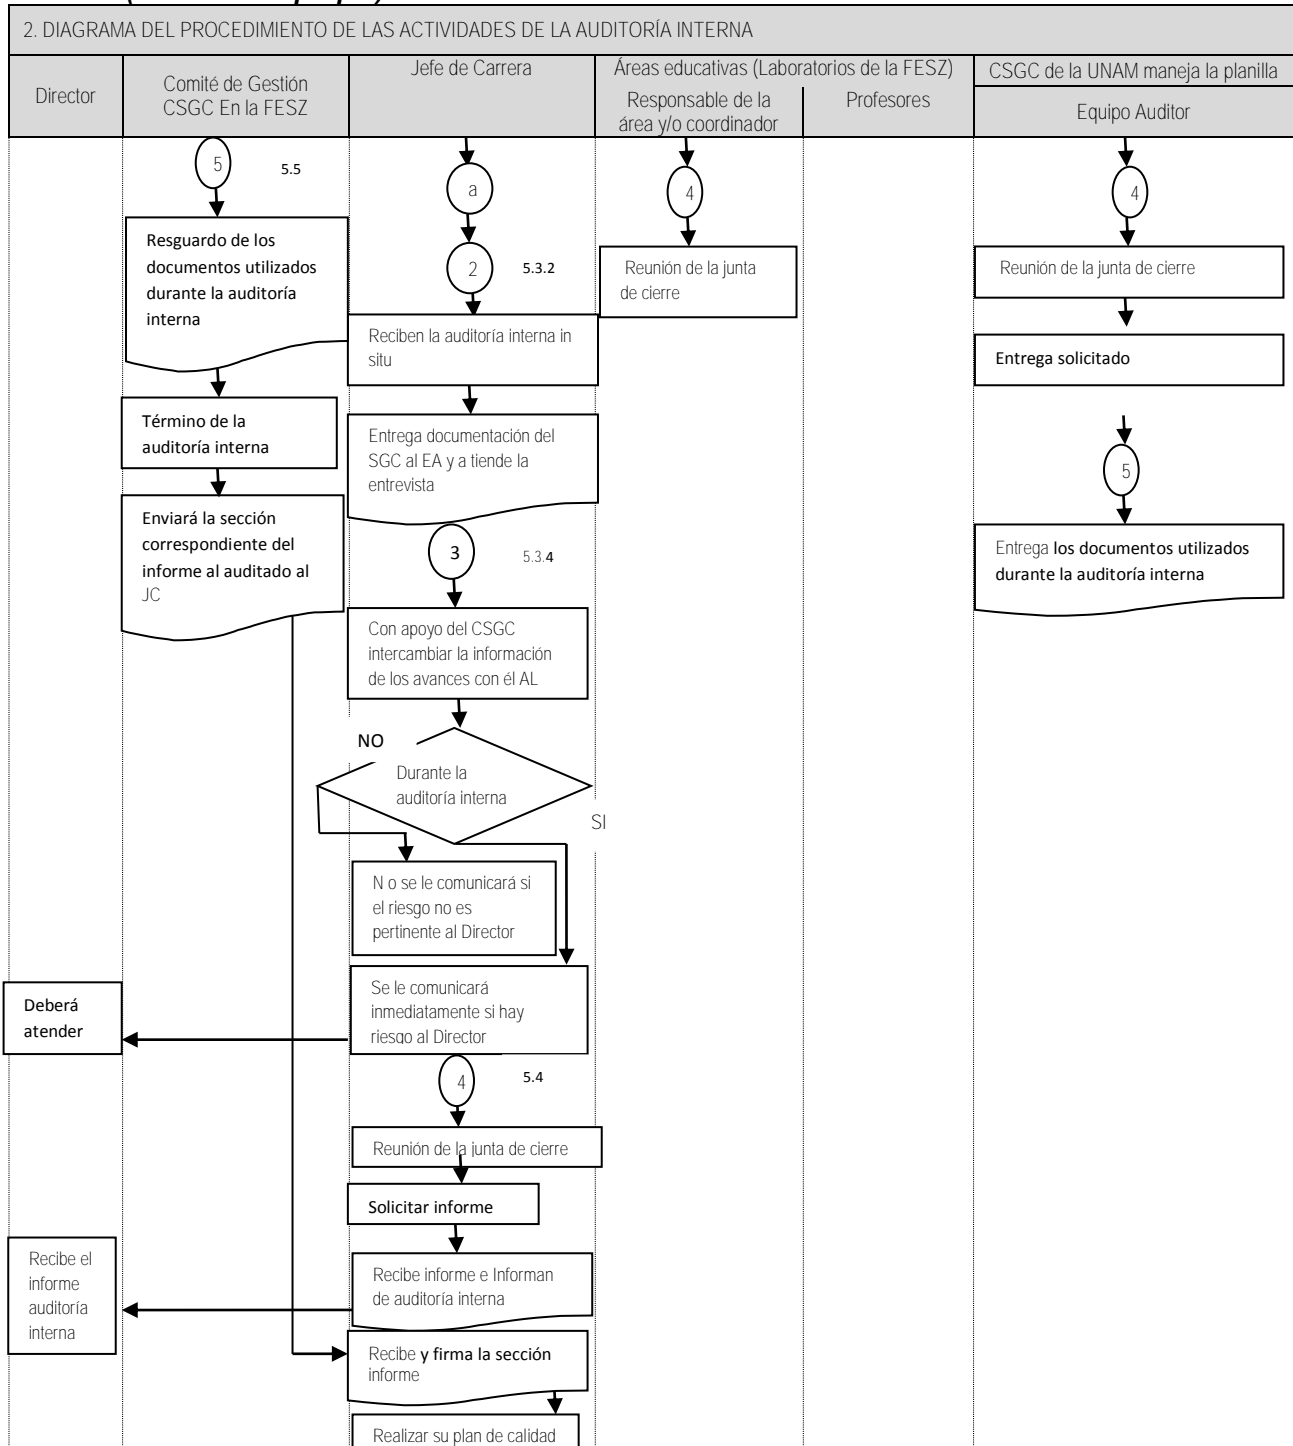 2. DIAGRAMA DEL PROCEDIMIENTO DE LAS ACTIVIDADES DE LA AUDITORÍA INTERNA
Director
Comité de Gestión
CSGC En la FESZ
Jefe de Carrera
Áreas educativas (Laboratorios de la FESZ)
Responsable de la
área y/o coordinador
Profesores
CSGC de la UNAM maneja la planilla
Equipo Auditor
5
5.5
Resguardo de los
documentos utilizados
durante la auditoría
interna
Término de la
auditoría interna
Enviará la sección
correspondiente del
informe al auditado al
JC
a
2
5.3.2
Reciben la auditoría interna in
situ
Entrega documentación del
SGC al EA y a tiende la
entrevista
3
5.3.4
Con apoyo del CSGC
intercambiar la información
de los avances con él AL
NO
Durante la
auditoría interna
SI
N o se le comunicará si
el riesgo no es
pertinente al Director
Se le comunicará
inmediatamente si hay
riesgo al Director
Deberá
atender
4
5.4
Reunión de la junta de cierre
Solicitar informe
Recibe informe e Informan
de auditoría interna
Recibe el
informe
auditoría
interna
Recibe y firma la sección
informe
Realizar su plan de calidad
4
Reunión de la junta
de cierre
4
Reunión de la junta de cierre
Entrega solicitado
5
Entrega los documentos utilizados
durante la auditoría interna